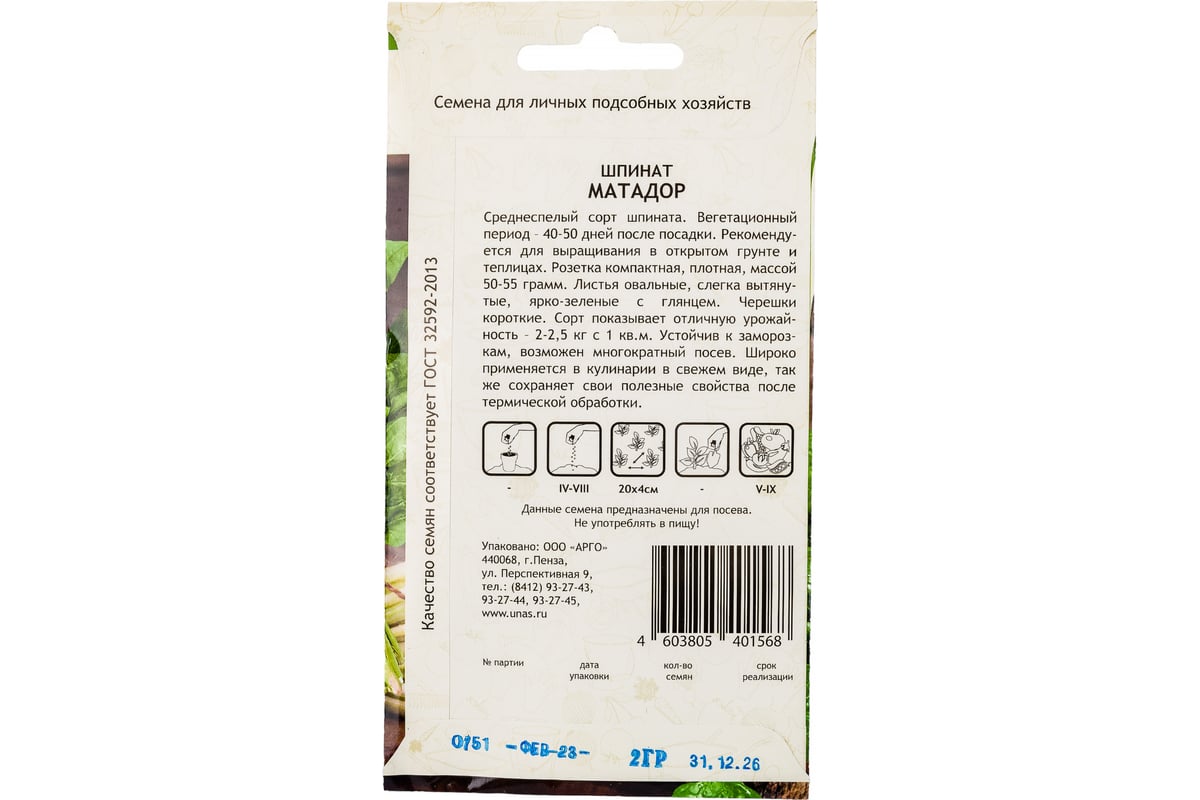 Семена для личных подсобных хозяйств
ШПИНАТ
МАТАДОР
Среднеспелый сорт шпината. Вегетационный
период - 40-50 дней после посадки. Рекоменду-
ется для выращивания в открытом грунте и
теплицах. Розетка компактная, плотная, массой
50-55 грамм. Листья овальные, слегка вытяну-
тые, ярко-зеленые с глянцем. Черешки
короткие. Сорт показывает отличную урожай-
ность - 2-2,5 кг с 1 кв.м. Устойчив к замороз-
кам, возможен многократный посев. Широко
применяется в кулинарии в свежем виде, так
же сохраняет свои полезные свойства после
термической обработки.
Качество семян соответствует ГОСТ 32592-2013
- IV-VIII 20х4см - V-IX
Данные семена предназначены для посева.
Не употреблять в пищу!
Упаковано: ООО «АРГО»
440068, г.Пенза,
ул. Перспективная 9,
тел.: (8412) 93-27-43,
93-27-44, 93-27-45,
www.unas.ru
4 603805 401568
№ партии
дата
упаковки
кол-во
семян
срок
реализации
0751 -ФЕВ-23- 2ГР 31.12.26